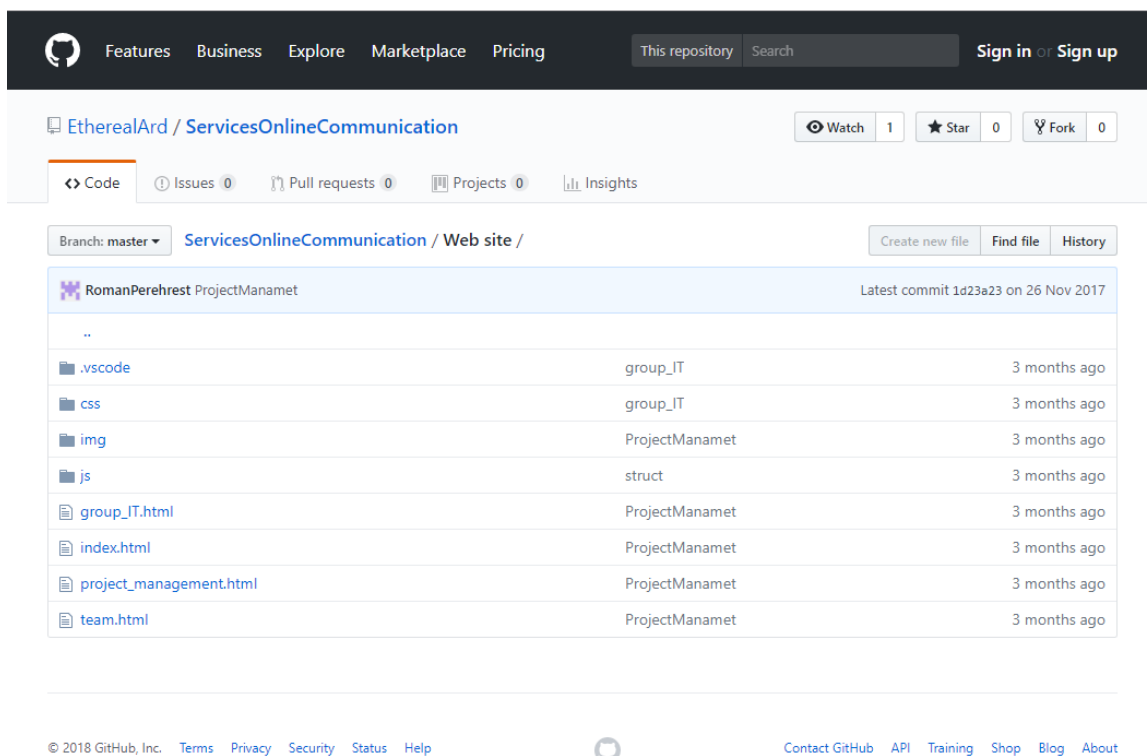 Features Business Explore Marketplace Pricing This repository Search Sign in or Sign up
EtherealArd / ServicesOnlineCommunication Watch 1 Star 0 Fork 0
Code Issues 0 Pull requests 0 Projects 0 Insights
Branch: master ServicesOnlineCommunication / Web site / Create new file Find file History
RomanPerehrest ProjectManamet Latest commit 1d23a23 on 26 Nov 2017
..
.vscode group_IT 3 months ago
css group_IT 3 months ago
img ProjectManamet 3 months ago
js struct 3 months ago
group_IT.html ProjectManamet 3 months ago
index.html ProjectManamet 3 months ago
project_management.html ProjectManamet 3 months ago
team.html ProjectManamet 3 months ago
© 2018 GitHub, Inc. Terms Privacy Security Status Help Contact GitHub API Training Shop Blog About